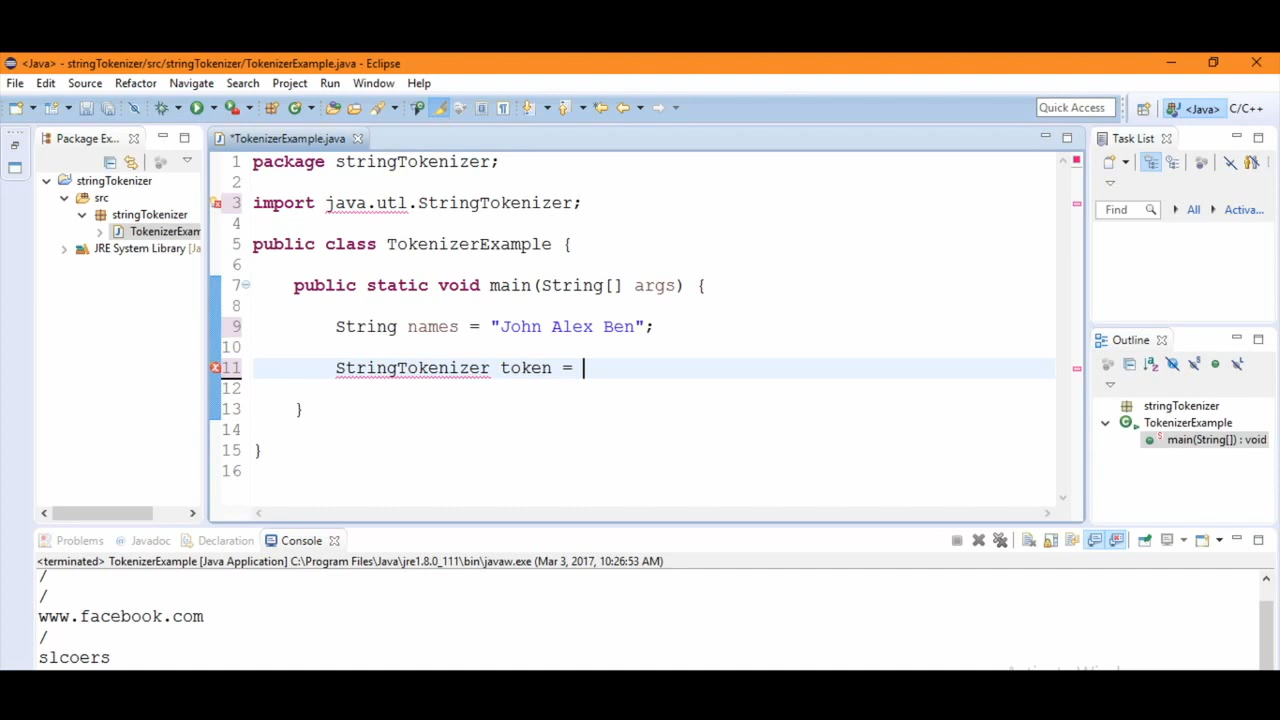 <Java> - stringTokenizer/src/stringTokenizer/TokenizerExample.java - Eclipse
File Edit Source Refactor Navigate Search Project Run Window Help
Quick Access
<Java>
C/C++
Package Ex...
stringTokenizer
src
stringTokenizer
TokenizerExam
JRE System Library [Ja
*TokenizerExample.java
1 package stringTokenizer;
2
3 import java.utl.StringTokenizer;
4
5 public class TokenizerExample {
6
7 public static void main(String[] args) {
8
9 String names = "John Alex Ben";
10
11 StringTokenizer token =
12
13 }
14
15 }
16
Task List
Find
All
Activa...
Outline
stringTokenizer
TokenizerExample
main(String[]) : void
Problems @ Javadoc Declaration Console
<terminated> TokenizerExample [Java Application] C:\Program Files\Java\jre1.8.0_111\bin\javaw.exe (Mar 3, 2017, 10:26:53 AM)
/
/
www.facebook.com
/
slcoers